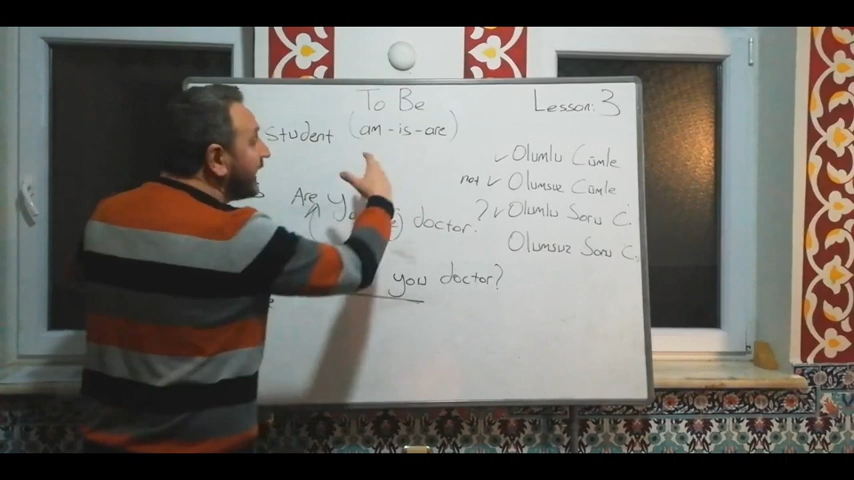 To Be
Lesson: 3
student (am-is-are)
✓ Olumlu Cümle
not ✓ Olumsuz Cümle
Are
doctor.
? ✓ Olumlu Soru C.
Olumsuz Soru C.
you doctor?